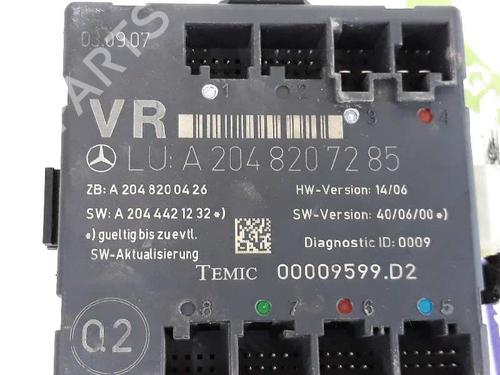 03.09.07
PARTS
1 2 3 4
VR
LU: A 204 820 72 85
ZB: A 204 820 04 26
HW-Version: 14/06
SW: A 204 442 12 32 *)
SW-Version: 40/06/00 *)
*) gueltig bis zu evtl.
Diagnostic ID: 0009
SW-Aktualisierung
TEMIC 00009599.D2
8 7 6 5
Q2